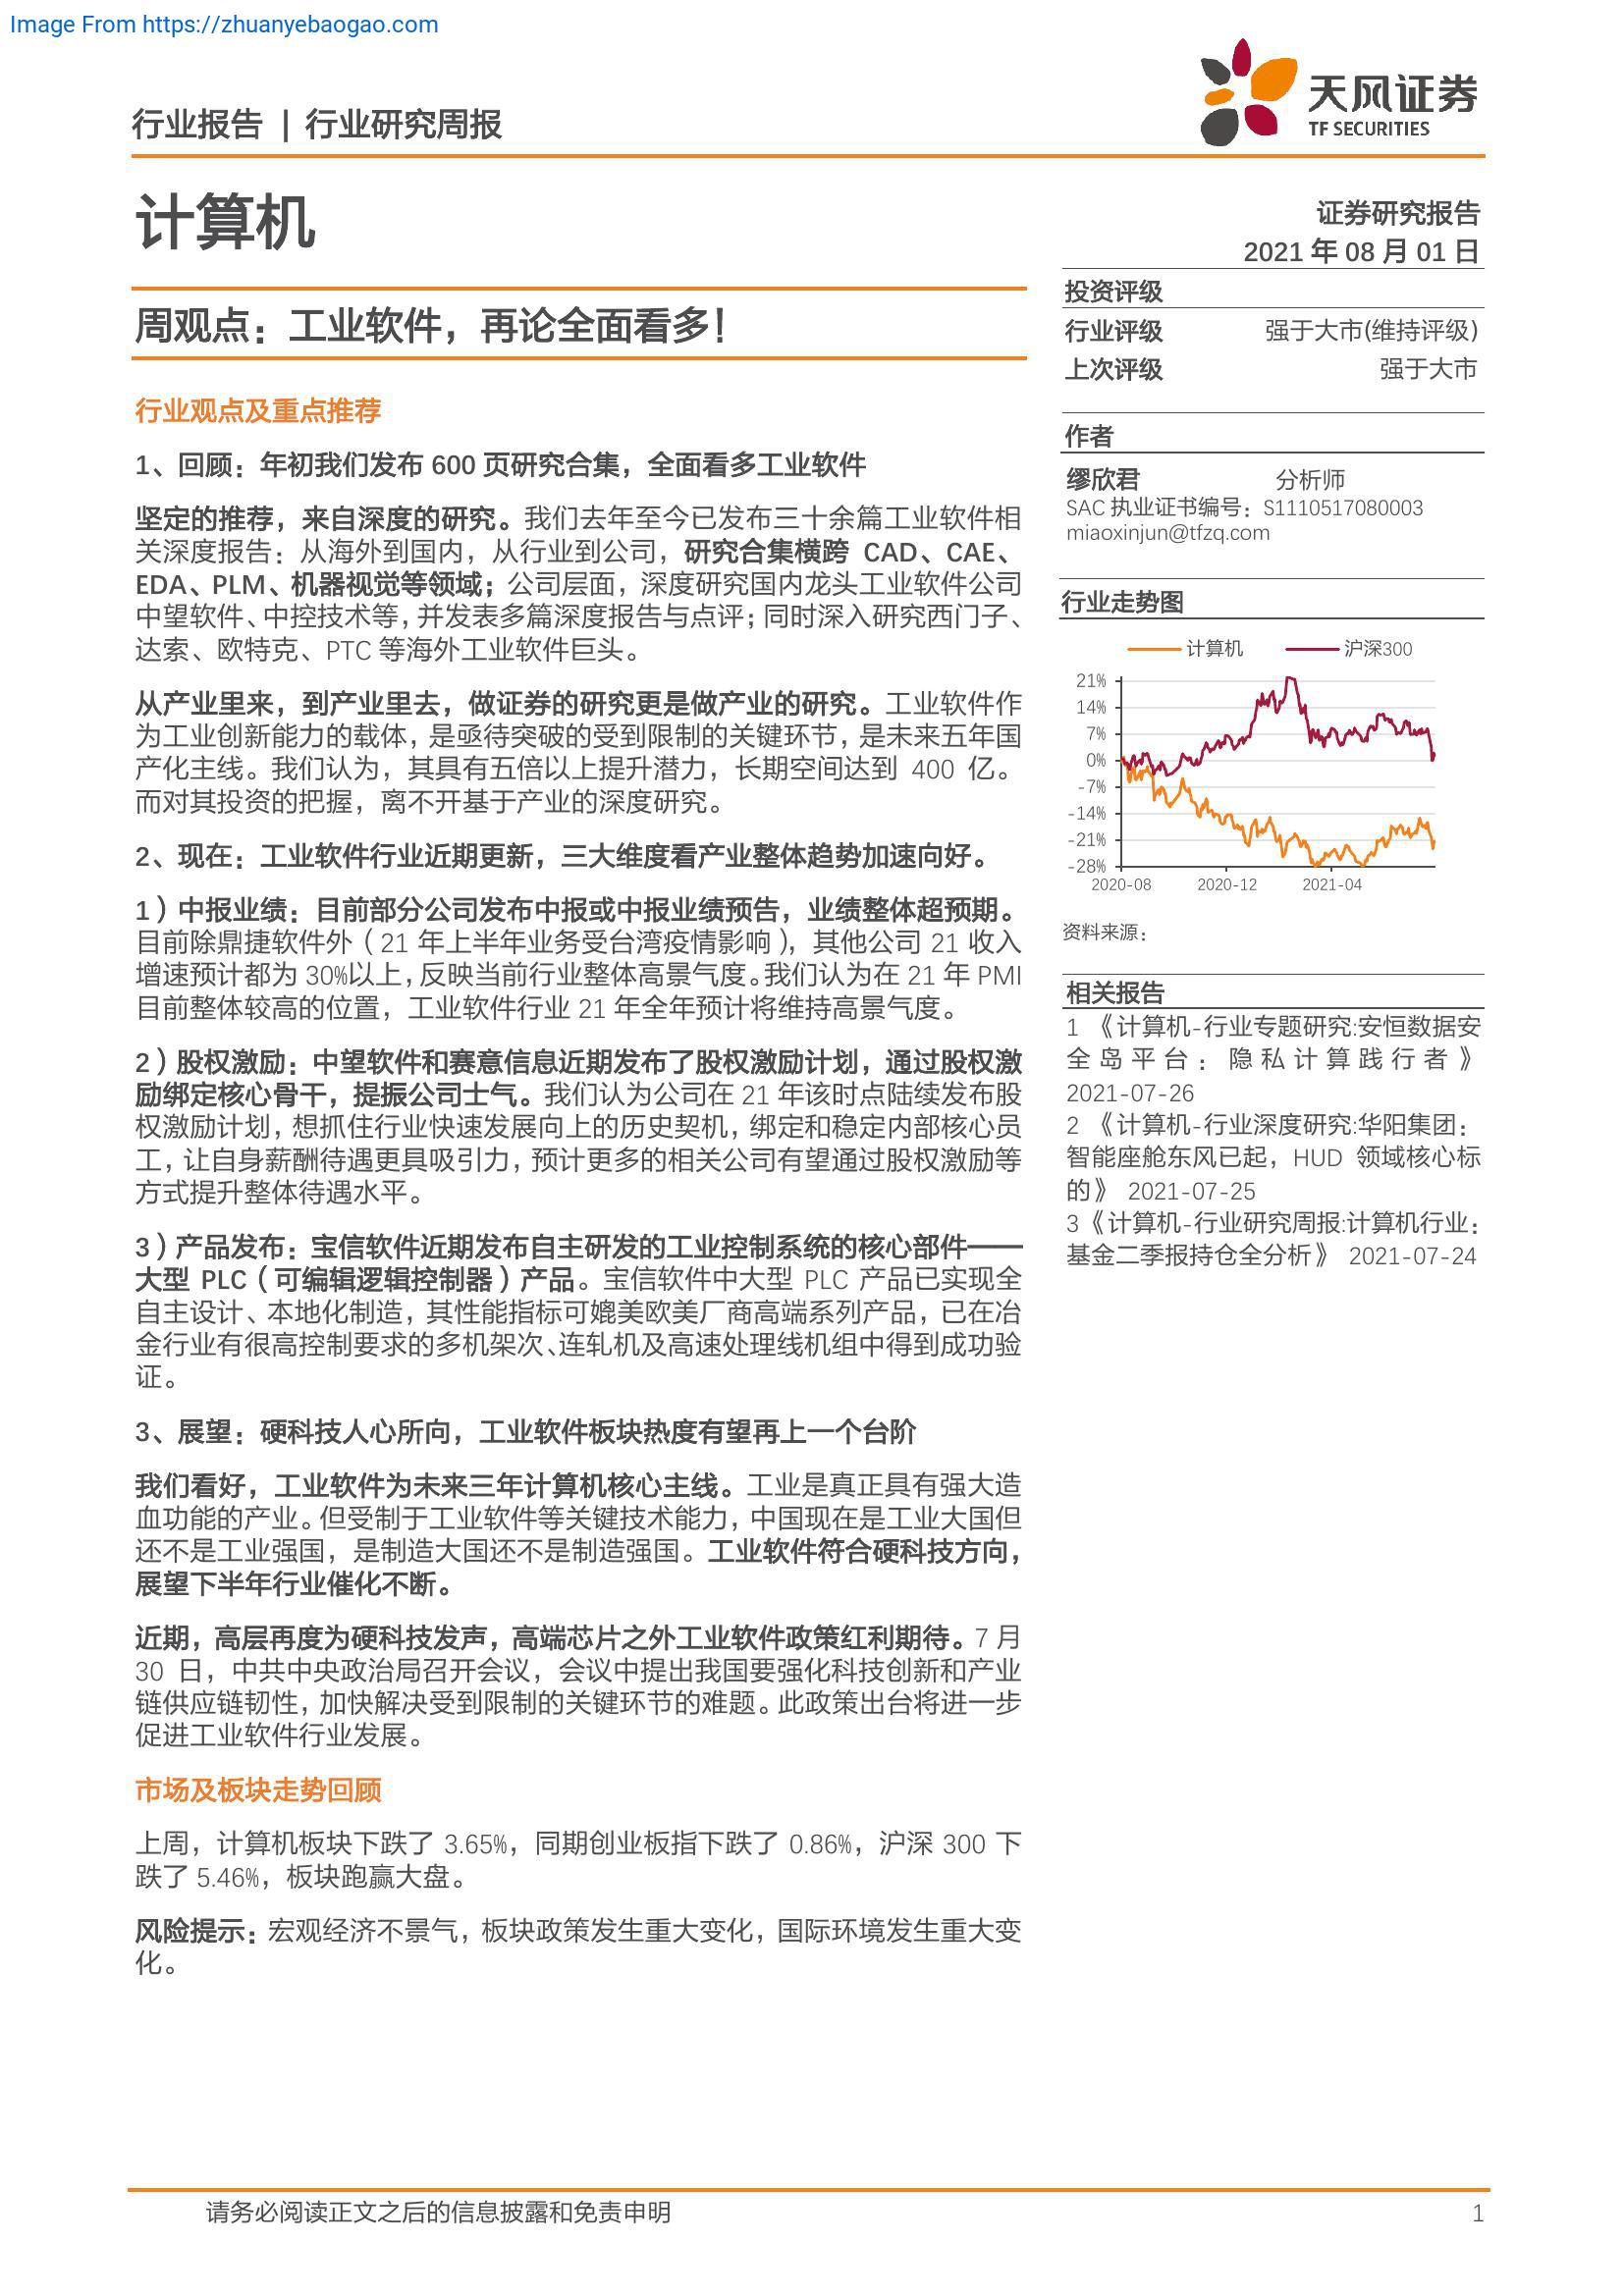 Image From https://zhuanyebaogao.com
天风证券
TF SECURITIES
行业报告 | 行业研究周报
计算机
周观点：工业软件，再论全面看多！
行业观点及重点推荐
1、回顾：年初我们发布 600 页研究合集，全面看多工业软件
坚定的推荐，来自深度的研究。我们去年至今已发布三十余篇工业软件相
关深度报告：从海外到国内，从行业到公司，研究合集横跨 CAD、CAE、
EDA、PLM、机器视觉等领域；公司层面，深度研究国内龙头工业软件公司
中望软件、中控技术等，并发表多篇深度报告与点评；同时深入研究西门子、
达索、欧特克、PTC 等海外工业软件巨头。
从产业里来，到产业里去，做证券的研究更是做产业的研究。工业软件作
为工业创新能力的载体，是亟待突破的受到限制的关键环节，是未来五年国
产化主线。我们认为，其具有五倍以上提升潜力，长期空间达到 400 亿。
而对其投资的把握，离不开基于产业的深度研究。
2、现在：工业软件行业近期更新，三大维度看产业整体趋势加速向好。
1）中报业绩：目前部分公司发布中报或中报业绩预告，业绩整体超预期。
目前除鼎捷软件外（21 年上半年业务受台湾疫情影响），其他公司 21 收入
增速预计都为 30%以上，反映当前行业整体高景气度。我们认为在 21 年 PMI
目前整体较高的位置，工业软件行业 21 年全年预计将维持高景气度。
2）股权激励：中望软件和赛意信息近期发布了股权激励计划，通过股权激
励绑定核心骨干，提振公司士气。我们认为公司在 21 年该时点陆续发布股
权激励计划，想抓住行业快速发展向上的历史契机，绑定和稳定内部核心员
工，让自身薪酬待遇更具吸引力，预计更多的相关公司有望通过股权激励等
方式提升整体待遇水平。
3）产品发布：宝信软件近期发布自主研发的工业控制系统的核心部件——
大型 PLC（可编辑逻辑控制器）产品。宝信软件中大型 PLC 产品已实现全
自主设计、本地化制造，其性能指标可媲美欧美厂商高端系列产品，已在冶
金行业有很高控制要求的多机架次、连轧机及高速处理线机组中得到成功验
证。
3、展望：硬科技人心所向，工业软件板块热度有望再上一个台阶
我们看好，工业软件为未来三年计算机核心主线。工业是真正具有强大造
血功能的产业。但受制于工业软件等关键技术能力，中国现在是工业大国但
还不是工业强国，是制造大国还不是制造强国。工业软件符合硬科技方向，
展望下半年行业催化不断。
近期，高层再度为硬科技发声，高端芯片之外工业软件政策红利期待。7 月
30 日，中共中央政治局召开会议，会议中提出我国要强化科技创新和产业
链供应链韧性，加快解决受到限制的关键环节的难题。此政策出台将进一步
促进工业软件行业发展。
市场及板块走势回顾
上周，计算机板块下跌了 3.65%，同期创业板指下跌了 0.86%，沪深 300 下
跌了 5.46%，板块跑赢大盘。
风险提示：宏观经济不景气，板块政策发生重大变化，国际环境发生重大变
化。
证券研究报告
2021 年 08 月 01 日
投资评级
行业评级 强于大市(维持评级)
上次评级 强于大市
作者
缪欣君 分析师
SAC 执业证书编号：S1110517080003
miaoxinjun@tfzq.com
行业走势图
计算机 沪深300
21%
14%
7%
0%
-7%
-14%
-21%
-28%
2020-08 2020-12 2021-04
资料来源：
相关报告
1 《计算机-行业专题研究:安恒数据安
全岛平台：隐私计算践行者》
2021-07-26
2 《计算机-行业深度研究:华阳集团：
智能座舱东风已起，HUD 领域核心标
的》 2021-07-25
3《计算机-行业研究周报:计算机行业：
基金二季报持仓全分析》 2021-07-24
请务必阅读正文之后的信息披露和免责申明 1